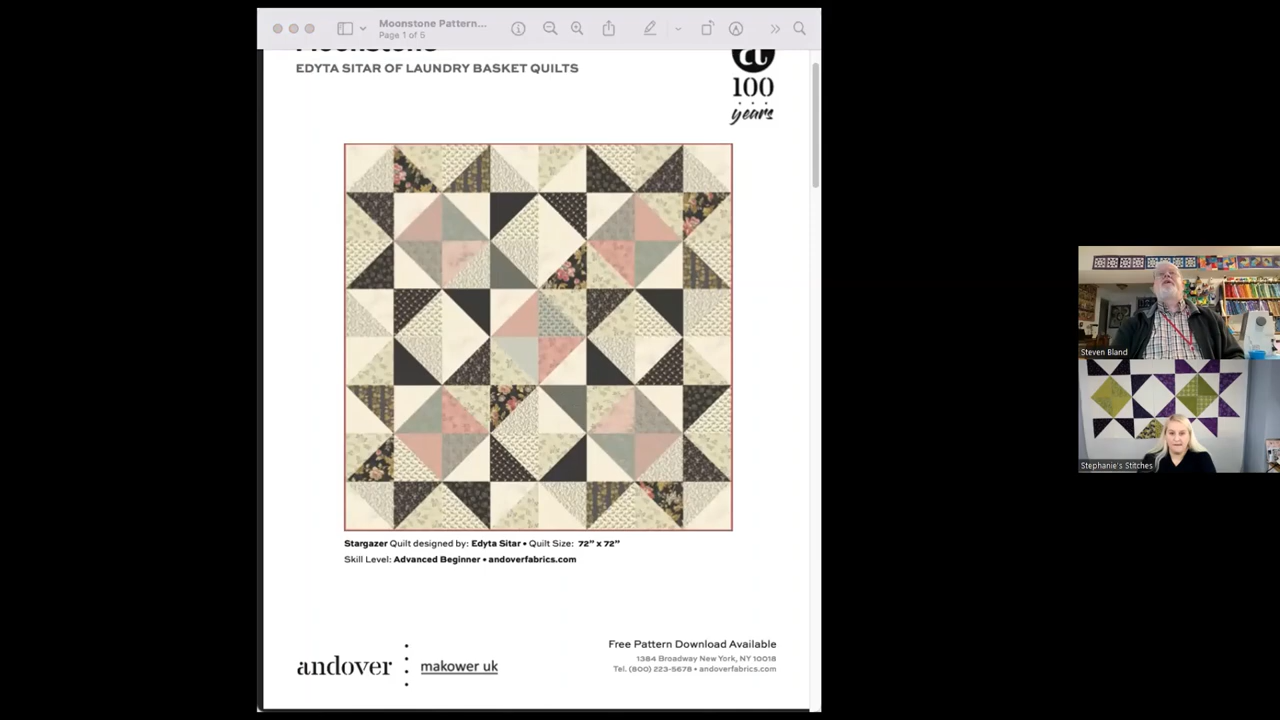 Moonstone Pattern...
Page 1 of 5
Moonstone
EDYTA SITAR OF LAUNDRY BASKET QUILTS
a
100
years
Stargazer Quilt designed by: Edyta Sitar • Quilt Size: 72" x 72"
Skill Level: Advanced Beginner • andoverfabrics.com
andover
makower uk
Free Pattern Download Available
1384 Broadway New York, NY 10018
Tel. (800) 223-5678 • andoverfabrics.com
Steven Bland
Stephanie's Stitches